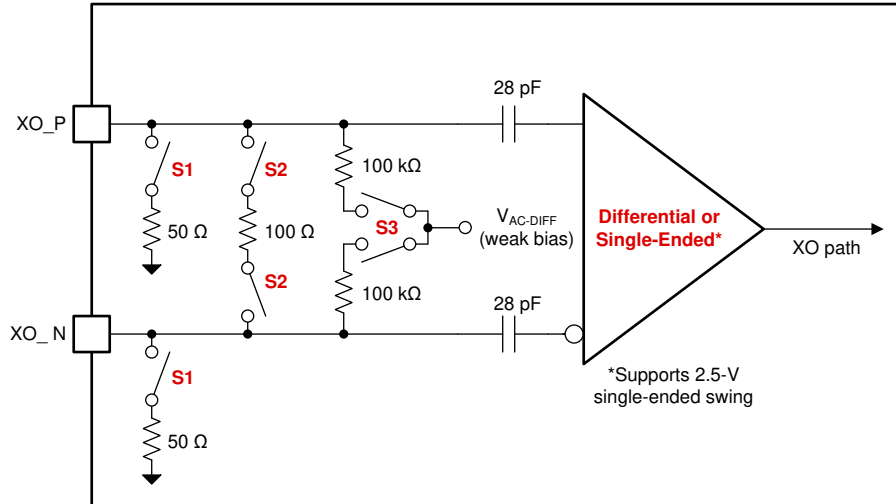 28 pF
XO_P
S1
S2
100 kΩ
50 Ω
100 Ω
S3
V_AC-DIFF
(weak bias)
Differential or
Single-Ended*
XO path
S2
100 kΩ
28 pF
XO_ N
S1
*Supports 2.5-V
single-ended swing
50 Ω